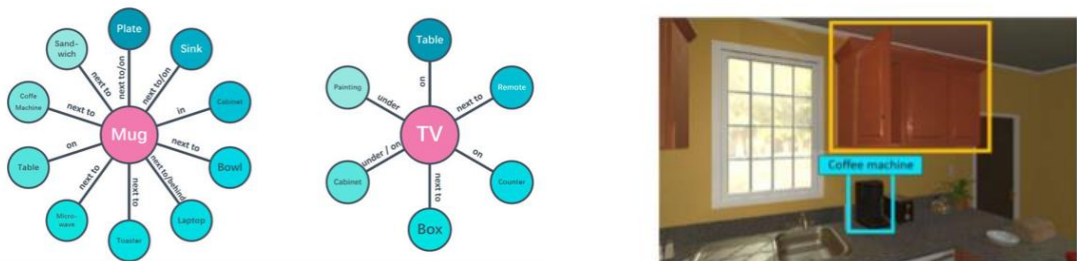 Plate
Sand-
wich
Sink
next to
next to/on
next to/on
Coffe
Machine
next to
in
Cabinet
Mug
Table
on
next to
Bowl
next to
next to
next to/behind
Micro-
wave
Toaster
Laptop
Table
on
Painting
under
next to
Remote
TV
Cabinet
under / on
on
Counter
next to
Box
Coffee machine